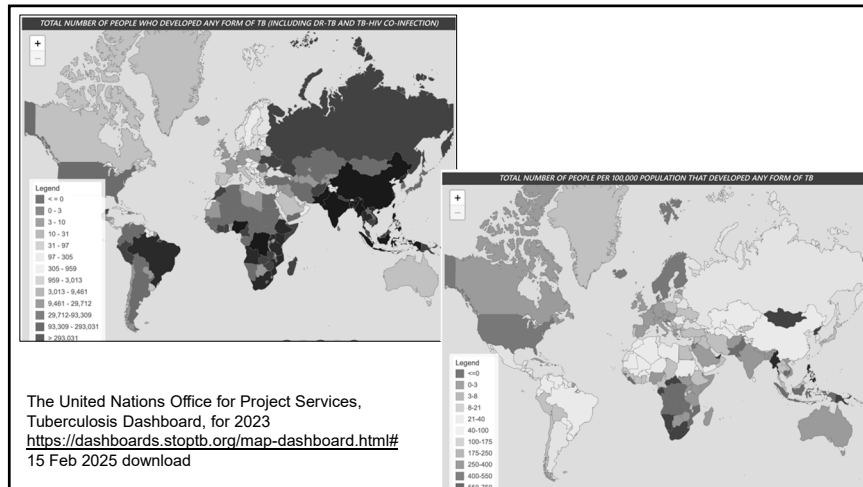 TOTAL NUMBER OF PEOPLE WHO DEVELOPED ANY FORM OF TB (INCLUDING DR-TB AND TB-HIV CO-INFECTION)
+
−
Legend
<= 0
0 - 3
3 - 10
10 - 31
31 - 97
97 - 305
305 - 959
959 - 3,013
3,013 - 9,461
9,461 - 29,712
29,712-93,309
93,309 - 293,031
> 293,031
TOTAL NUMBER OF PEOPLE PER 100,000 POPULATION THAT DEVELOPED ANY FORM OF TB
+
−
Legend
<=0
0-3
3-8
8-21
21-40
40-100
100-175
175-250
250-400
400-550
The United Nations Office for Project Services,
Tuberculosis Dashboard, for 2023
https://dashboards.stoptb.org/map-dashboard.html#
15 Feb 2025 download